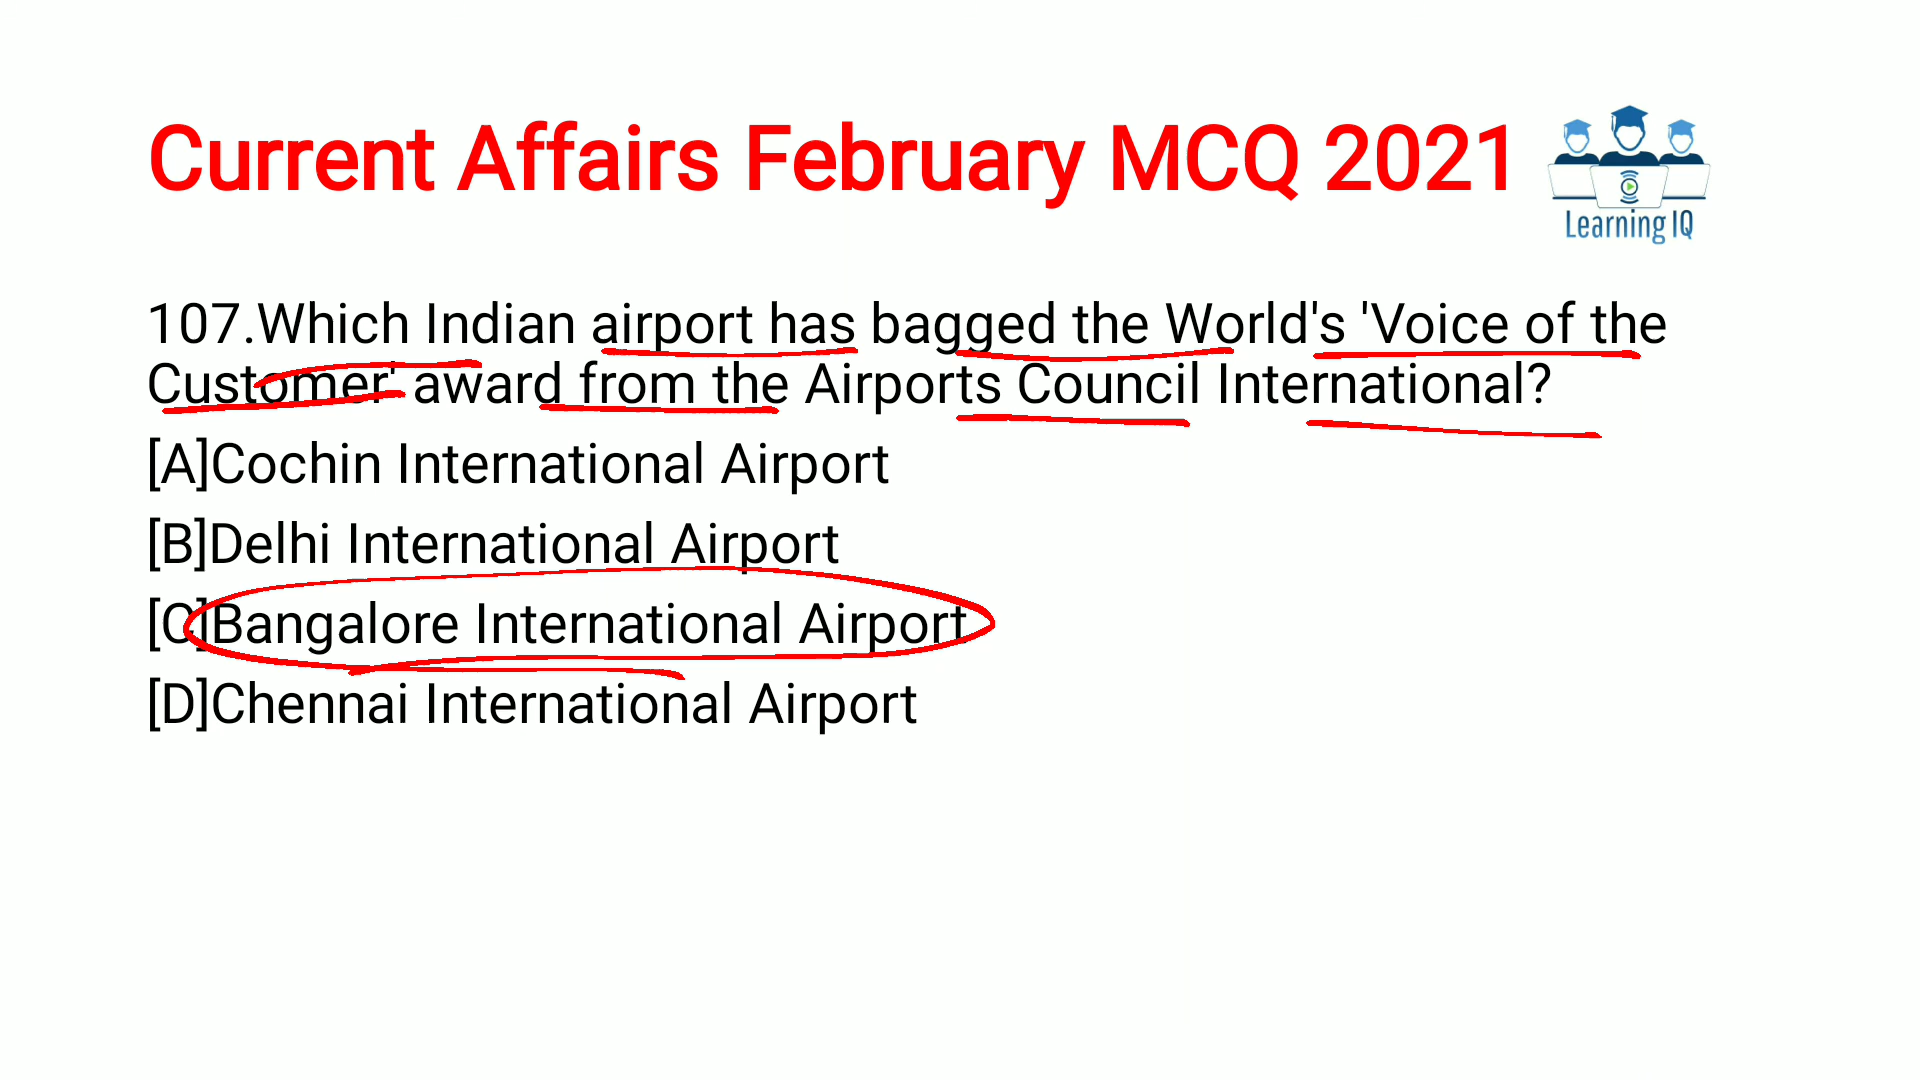 Current Affairs February MCQ 2021
Learning IQ
107.Which Indian airport has bagged the World's 'Voice of the
Customer' award from the Airports Council International?
[A]Cochin International Airport
[B]Delhi International Airport
[C]Bangalore International Airport
[D]Chennai International Airport